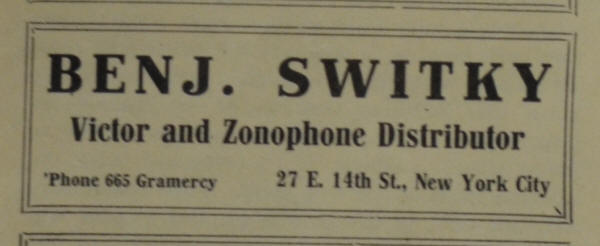 BENJ. SWITKY
Victor and Zonophone Distributor
'Phone 665 Gramercy 27 E. 14th St., New York City